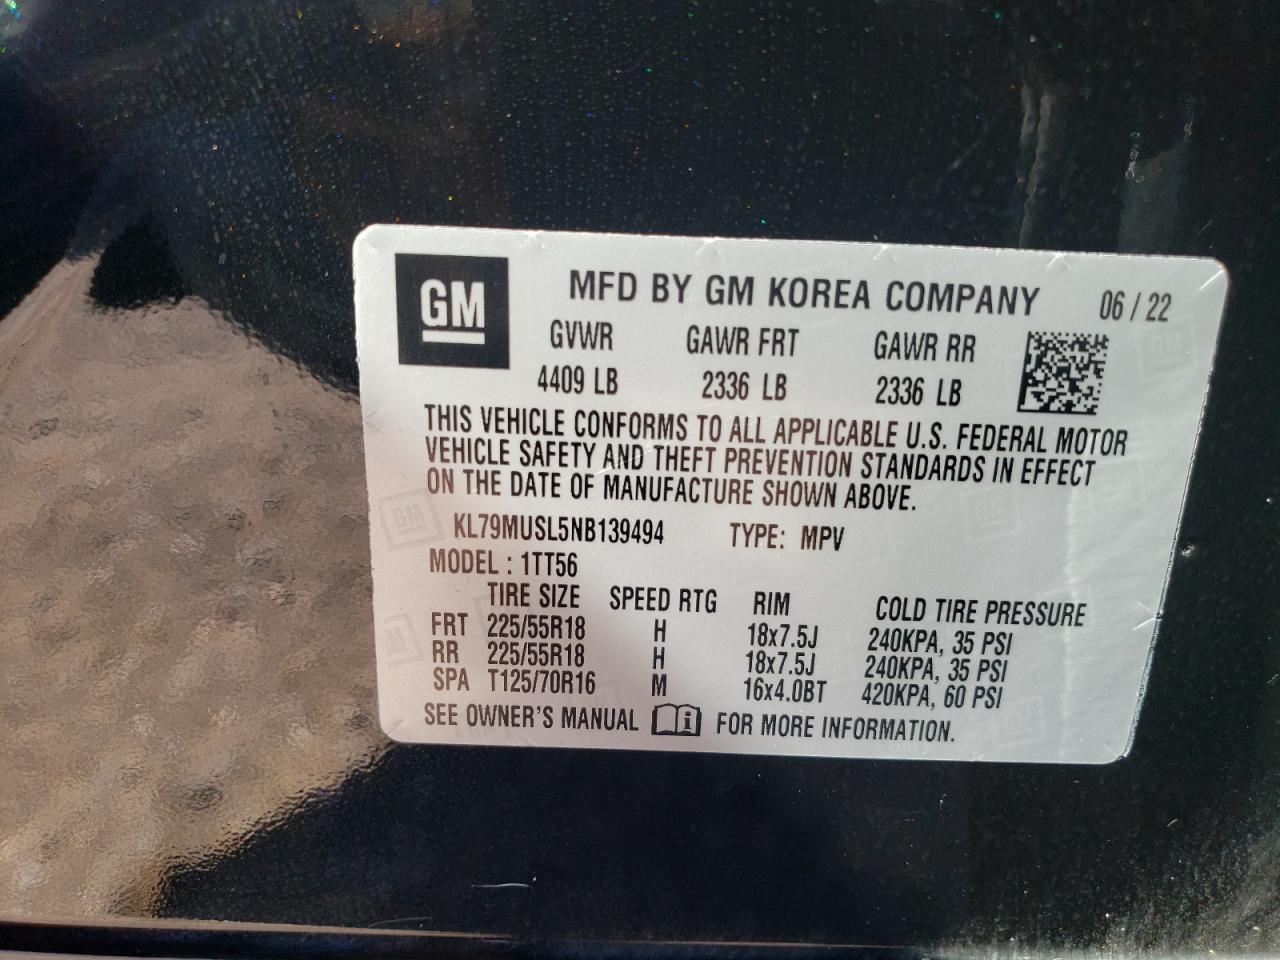 GM
MFD BY GM KOREA COMPANY 06 / 22
GVWR GAWR FRT GAWR RR
4409 LB 2336 LB 2336 LB
THIS VEHICLE CONFORMS TO ALL APPLICABLE U.S. FEDERAL MOTOR
VEHICLE SAFETY AND THEFT PREVENTION STANDARDS IN EFFECT
ON THE DATE OF MANUFACTURE SHOWN ABOVE.
KL79MUSL5NB139494 TYPE: MPV
MODEL : 1TT56
TIRE SIZE SPEED RTG RIM COLD TIRE PRESSURE
FRT 225/55R18 H 18x7.5J 240KPA, 35 PSI
RR 225/55R18 H 18x7.5J 240KPA, 35 PSI
SPA T125/70R16 M 16x4.0BT 420KPA, 60 PSI
SEE OWNER'S MANUAL FOR MORE INFORMATION.